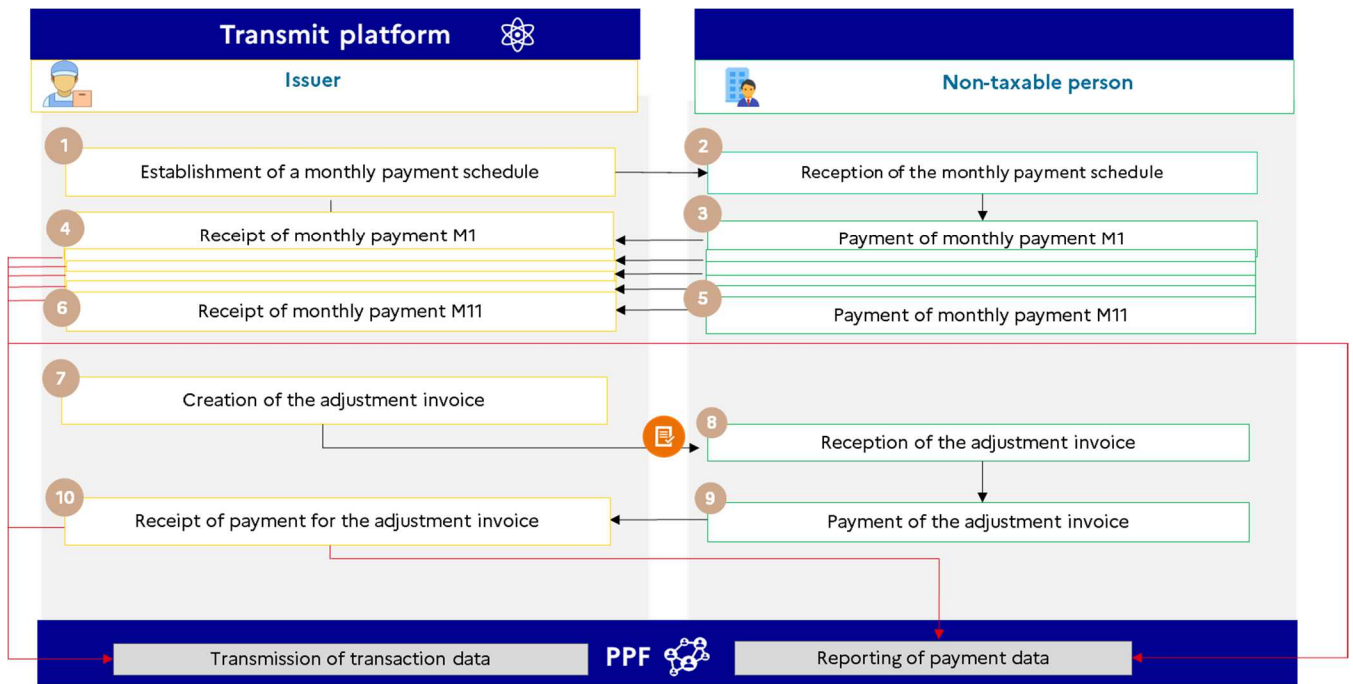 Transmit platform
Issuer
Non-taxable person
1
Establishment of a monthly payment schedule
2
Reception of the monthly payment schedule
3
Payment of monthly payment M1
4
Receipt of monthly payment M1
5
Payment of monthly payment M11
6
Receipt of monthly payment M11
7
Creation of the adjustment invoice
8
Reception of the adjustment invoice
9
Payment of the adjustment invoice
10
Receipt of payment for the adjustment invoice
Transmission of transaction data
PPF
Reporting of payment data